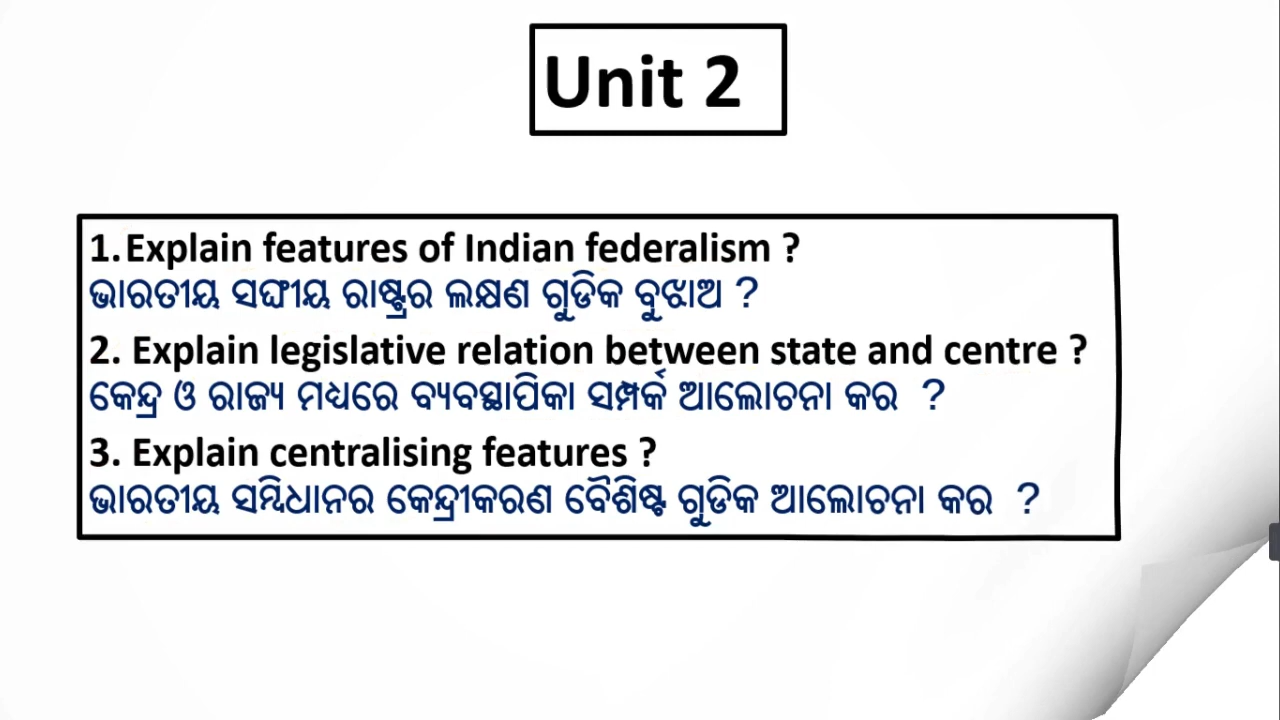 Unit 2
1.Explain features of Indian federalism ?
ଭାରତୀୟ ସଙ୍ଘୀୟ ରାଷ୍ଟ୍ରର ଲକ୍ଷଣ ଗୁଡିକ ବୁଝାଅ ?
2. Explain legislative relation between state and centre ?
କେନ୍ଦ୍ର ଓ ରାଜ୍ୟ ମଧ୍ୟରେ ବ୍ୟବସ୍ଥାପିକା ସମ୍ପର୍କ ଆଲୋଚନା କର ?
3. Explain centralising features ?
ଭାରତୀୟ ସମ୍ବିଧାନର କେନ୍ଦ୍ରୀକରଣ ବୈଶିଷ୍ଟ ଗୁଡିକ ଆଲୋଚନା କର ?